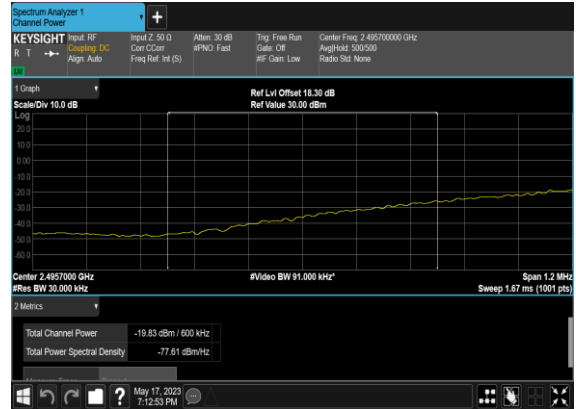 Spectrum Analyzer 1
Channel Power
+
KEYSIGHT Input: RF
R T Coupling: DC
Align: Auto
Input Z: 50 Ω
Corr CCorr
Freq Ref: Int (S)
Atten: 30 dB
#PNO: Fast
Trig: Free Run
Gate: Off
#IF Gain: Low
Center Freq: 2.495700000 GHz
Avg|Hold: 500/500
Radio Std: None
1 Graph
Scale/Div 10.0 dB
Ref Lvl Offset 18.30 dB
Ref Value 30.00 dBm
Log
20.0
10.0
0.00
-10.0
-20.0
-30.0
-40.0
-50.0
-60.0
Center 2.4957000 GHz
#Res BW 30.000 kHz
#Video BW 91.000 kHz*
Span 1.2 MHz
Sweep 1.67 ms (1001 pts)
2 Metrics
Total Channel Power -19.83 dBm / 600 kHz
Total Power Spectral Density -77.61 dBm/Hz
?
May 17, 2023
7:12:53 PM